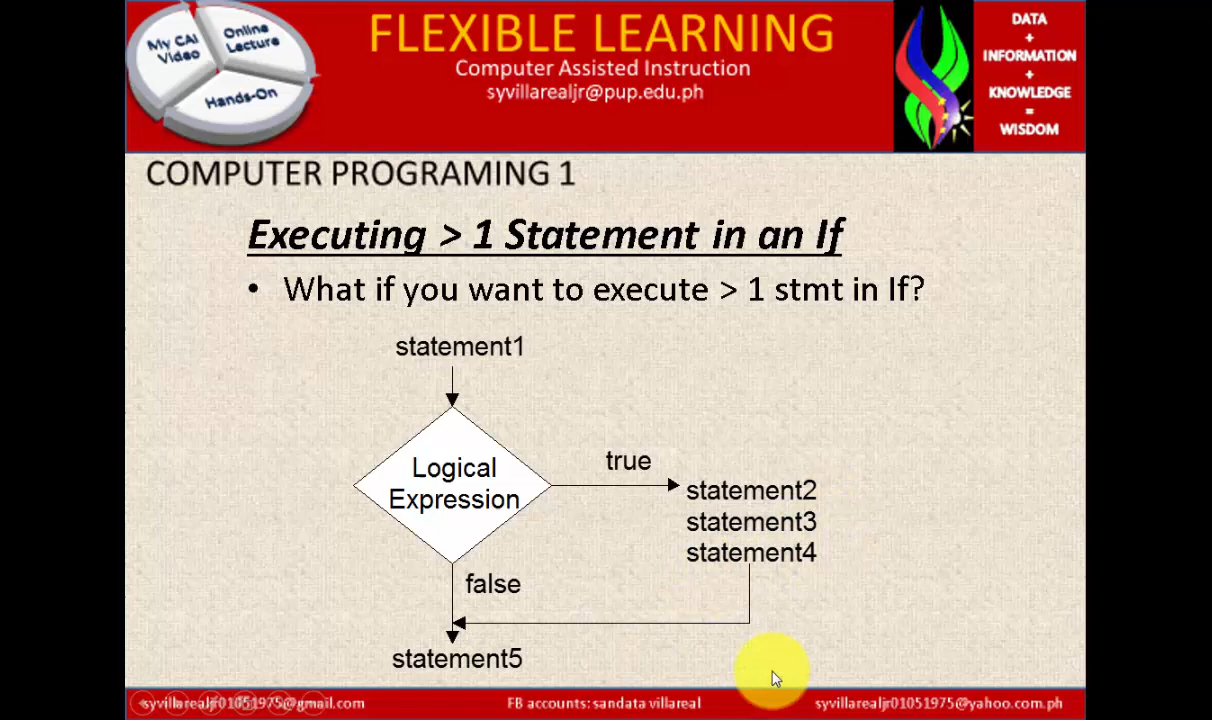 My CAI
Video
Online
Lecture
Hands-On
FLEXIBLE LEARNING
Computer Assisted Instruction
syvillarealjr@pup.edu.ph
DATA
+
INFORMATION
+
KNOWLEDGE
=
WISDOM
COMPUTER PROGRAMING 1
Executing > 1 Statement in an If
• What if you want to execute > 1 stmt in If?
statement1
Logical
Expression
true
statement2
statement3
statement4
false
statement5
syvillarealjr01051975@gmail.com
FB accounts: sandata villareal
syvillarealjr01051975@yahoo.com.ph